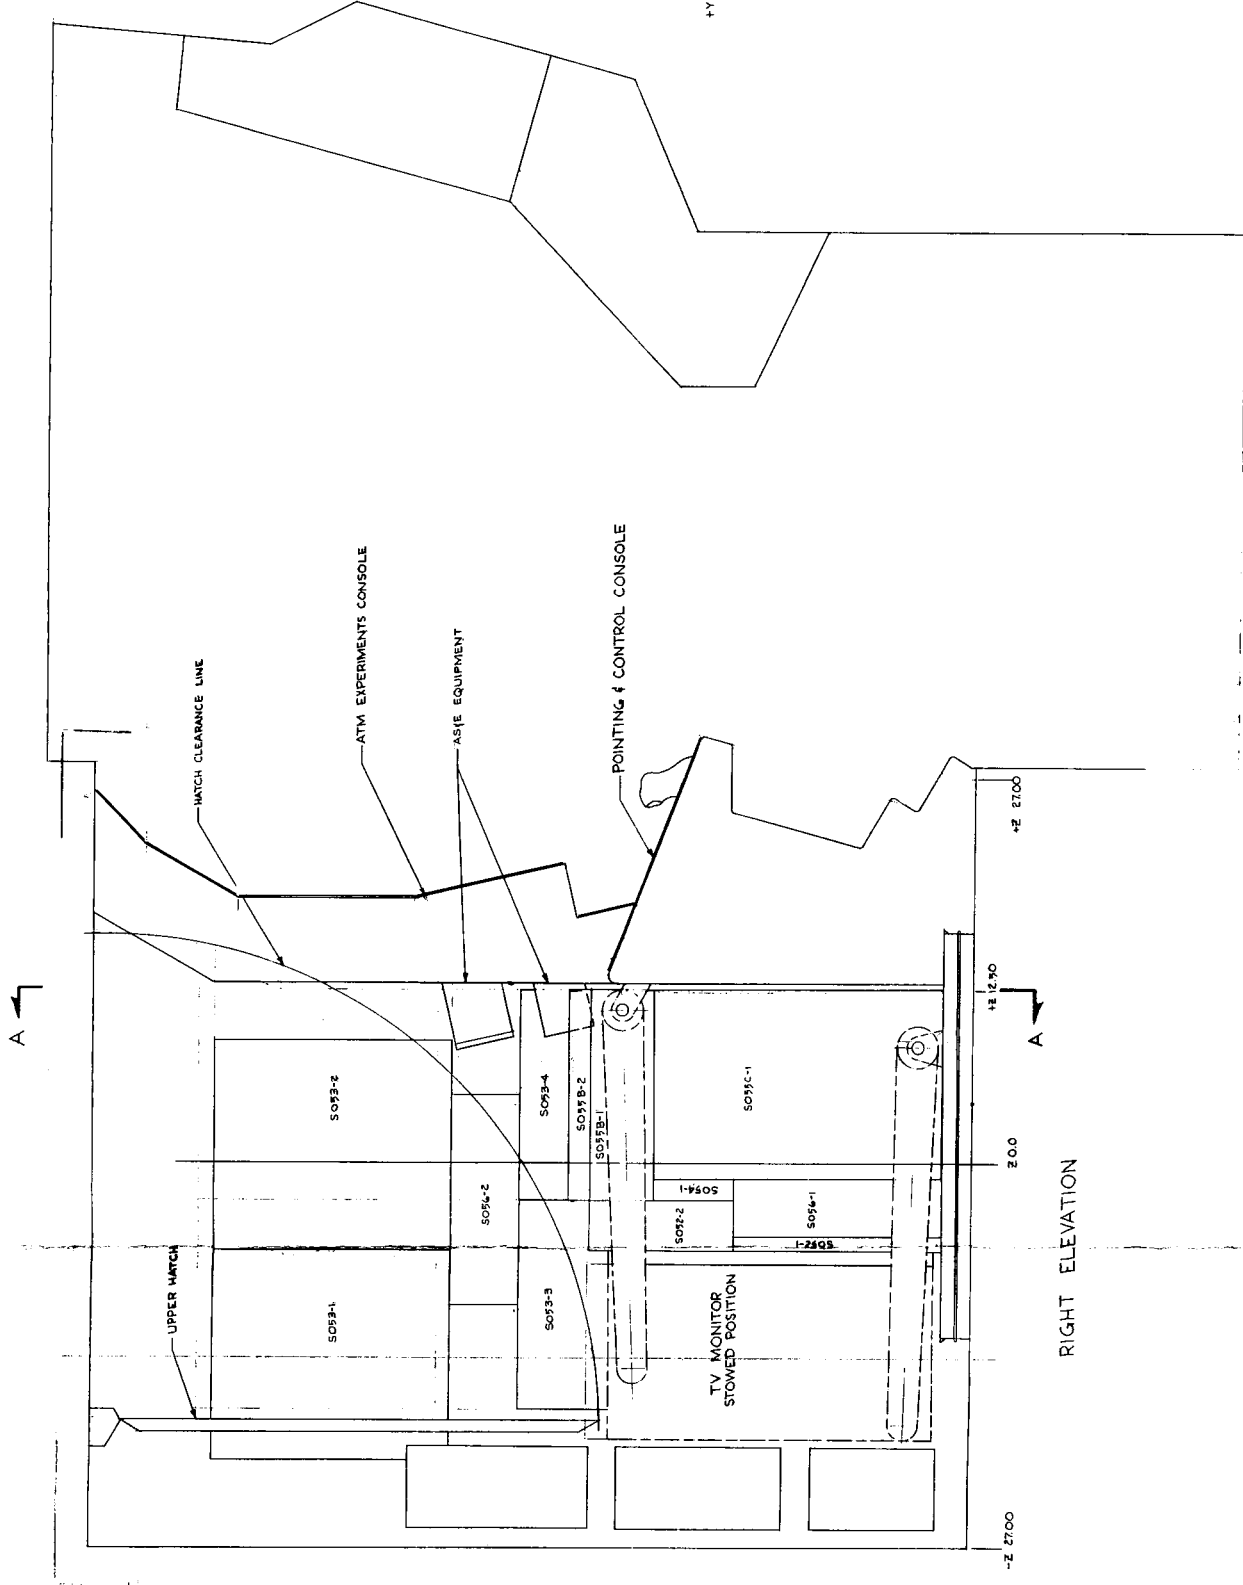 +Y
HATCH CLEARANCE LINE
ATM EXPERIMENTS CONSOLE
AS&E EQUIPMENT
POINTING & CONTROL CONSOLE
UPPER HATCH
A
A
S053-2
S053-1
S056-2
S053-4
S053-3
S055B-2
S055B-1
S055C-1
S054-1
S052-2
S056-1
S052-1
TV MONITOR
STOWED POSITION
+Z 27.00
+Z 12.50
Z 0.0
-Z 27.00
RIGHT ELEVATION